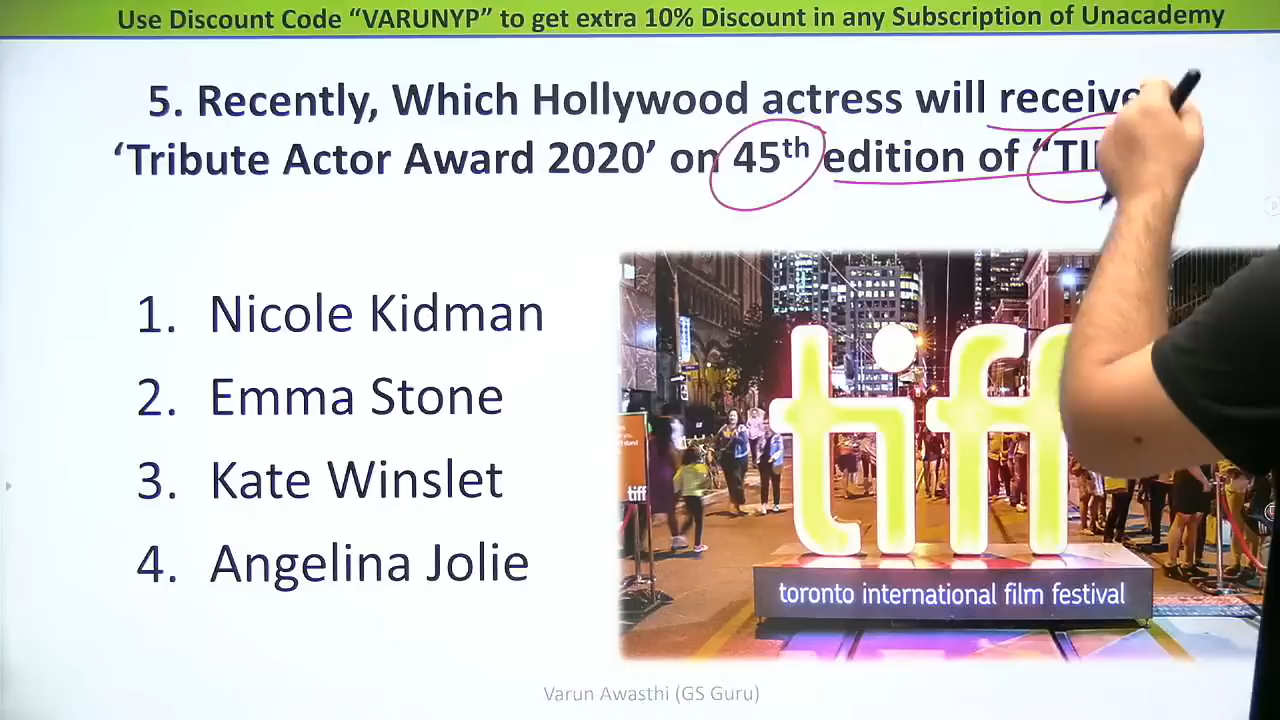 Use Discount Code “VARUNYP” to get extra 10% Discount in any Subscription of Unacademy
5. Recently, Which Hollywood actress will receive
‘Tribute Actor Award 2020’ on 45th edition of
1. Nicole Kidman
2. Emma Stone
3. Kate Winslet
4. Angelina Jolie
tiff
tiff
toronto international film festival
Varun Awasthi (GS Guru)